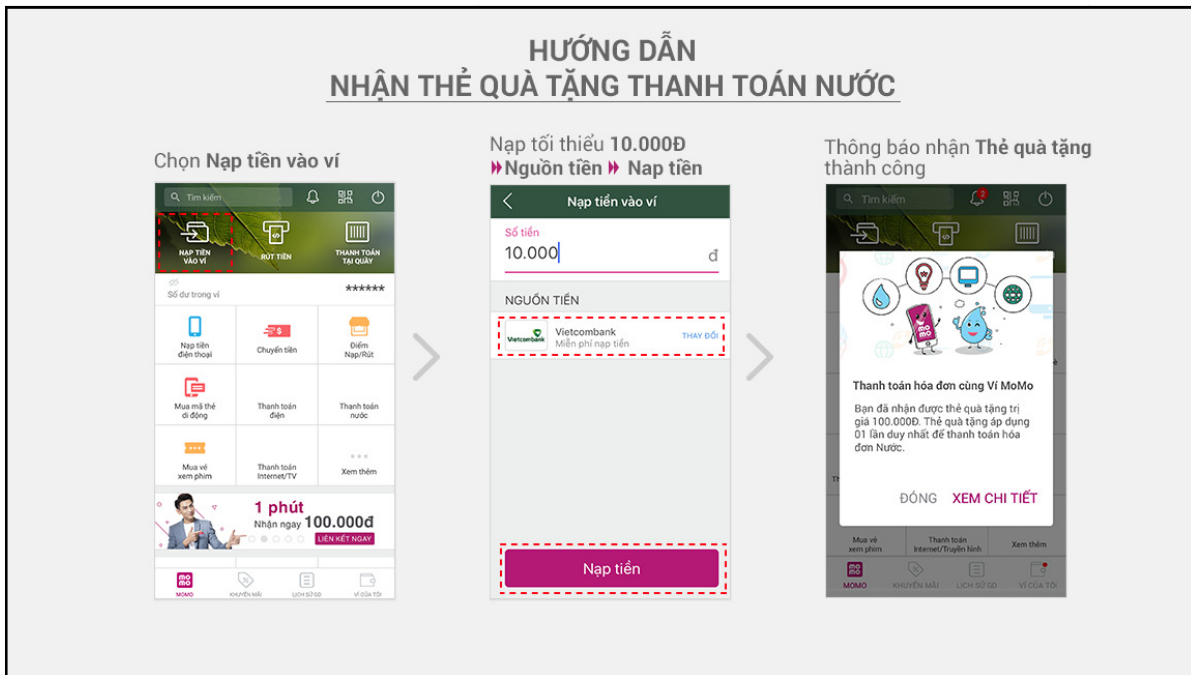 HƯỚNG DẪN
NHẬN THẺ QUÀ TẶNG THANH TOÁN NƯỚC
Chọn Nạp tiền vào ví
Tìm kiếm
NẠP TIỀN
VÀO VÍ
RÚT TIỀN
THANH TOÁN
TẠI QUẦY
Số dư trong ví
******
Nạp tiền
điện thoại
Chuyển tiền
Điểm
Nạp/Rút
Mua mã thẻ
di động
Thanh toán
điện
Thanh toán
nước
Mua vé
xem phim
Thanh toán
Internet/TV
Xem thêm
1 phút
Nhận ngay 100.000đ
LIÊN KẾT NGAY
MOMO
KHUYẾN MÃI
LỊCH SỬ GD
VÍ CỦA TÔI
Nạp tối thiểu 10.000Đ
Nguồn tiền Nạp tiền
Nạp tiền vào ví
Số tiền
10.000 đ
NGUỒN TIỀN
Vietcombank
Vietcombank
Miễn phí nạp tiền
THAY ĐỔI
Nạp tiền
Thông báo nhận Thẻ quà tặng
thành công
Tìm kiếm
2
mo
mo
Thanh toán hóa đơn cùng Ví MoMo
Bạn đã nhận được thẻ quà tặng trị
giá 100.000Đ. Thẻ quà tặng áp dụng
01 lần duy nhất để thanh toán hóa
đơn Nước.
ĐÓNG XEM CHI TIẾT
Mua vé
xem phim
Thanh toán
Internet/Truyền hình
Xem thêm
MOMO
KHUYẾN MÃI
LỊCH SỬ GD
VÍ CỦA TÔI